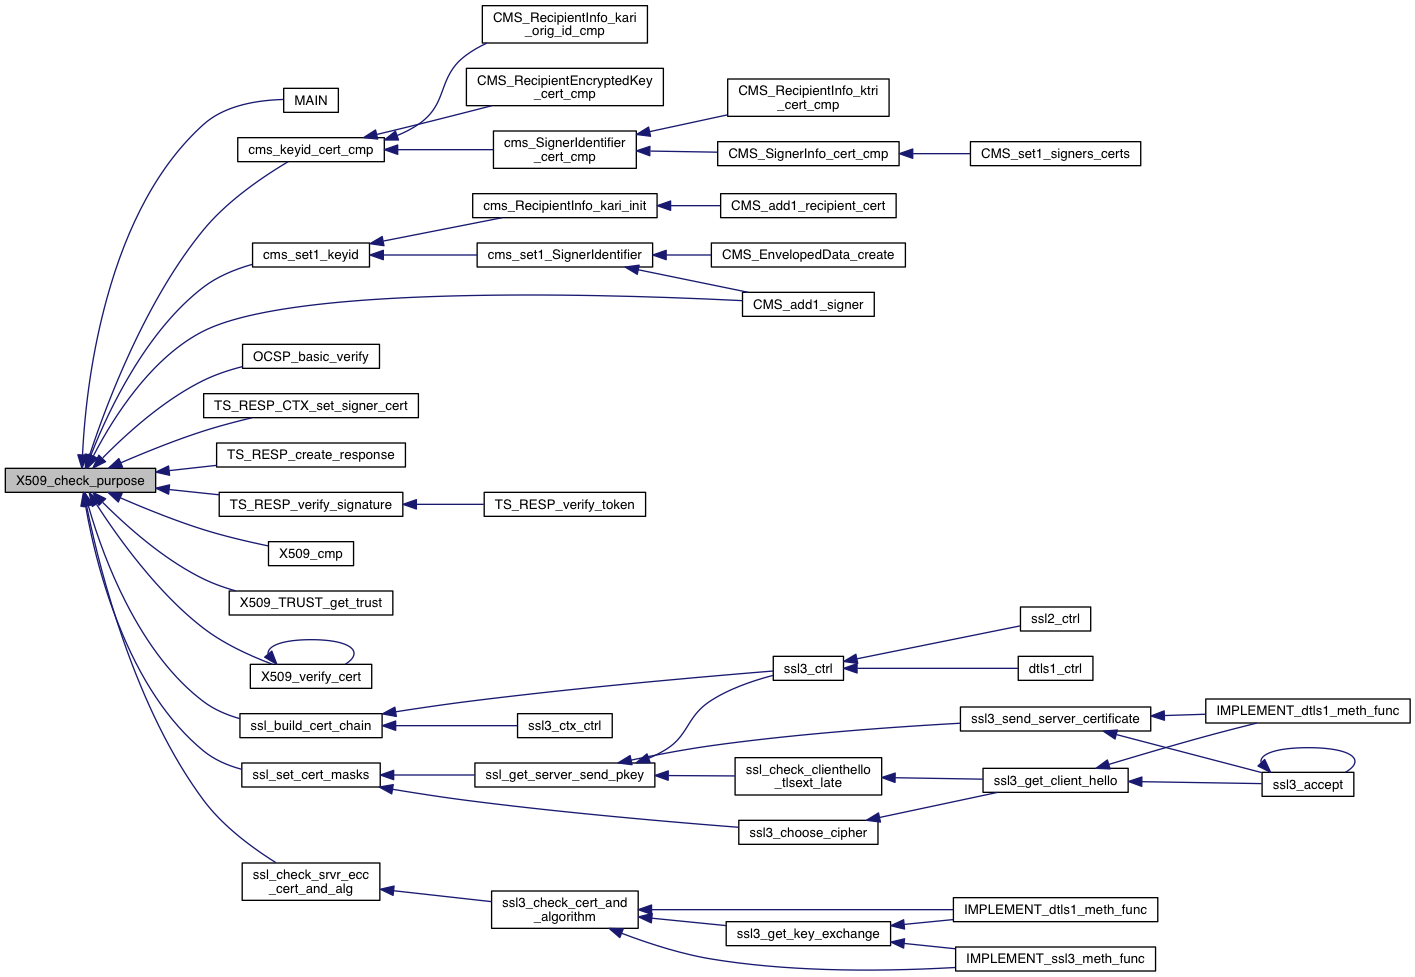 CMS_RecipientInfo_kari
_orig_id_cmp
CMS_RecipientEncryptedKey
_cert_cmp
CMS_RecipientInfo_ktri
_cert_cmp
MAIN
cms_keyid_cert_cmp
cms_SignerIdentifier
_cert_cmp
CMS_SignerInfo_cert_cmp
CMS_set1_signers_certs
cms_RecipientInfo_kari_init
CMS_add1_recipient_cert
cms_set1_keyid
cms_set1_SignerIdentifier
CMS_EnvelopedData_create
CMS_add1_signer
OCSP_basic_verify
TS_RESP_CTX_set_signer_cert
TS_RESP_create_response
X509_check_purpose
TS_RESP_verify_signature
TS_RESP_verify_token
X509_cmp
X509_TRUST_get_trust
X509_verify_cert
ssl2_ctrl
ssl3_ctrl
dtls1_ctrl
ssl_build_cert_chain
ssl3_ctx_ctrl
ssl3_send_server_certificate
IMPLEMENT_dtls1_meth_func
ssl_set_cert_masks
ssl_get_server_send_pkey
ssl_check_clienthello
_tlsext_late
ssl3_get_client_hello
ssl3_accept
ssl3_choose_cipher
ssl_check_srvr_ecc
_cert_and_alg
ssl3_check_cert_and
_algorithm
IMPLEMENT_dtls1_meth_func
ssl3_get_key_exchange
IMPLEMENT_ssl3_meth_func